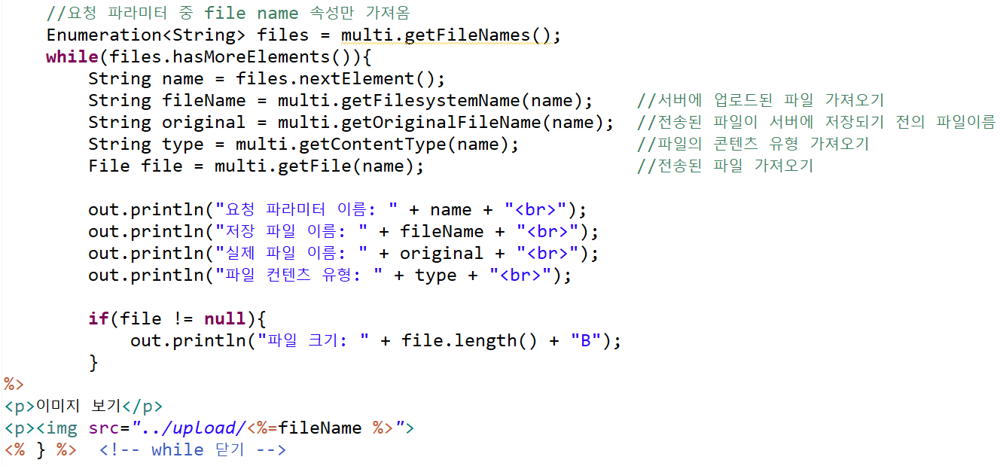 //요청 파라미터 중 file name 속성만 가져옴
Enumeration<String> files = multi.getFileNames();
while(files.hasMoreElements()){
String name = files.nextElement();
String fileName = multi.getFilesystemName(name); //서버에 업로드된 파일 가져오기
String original = multi.getOriginalFileName(name); //전송된 파일이 서버에 저장되기 전의 파일이름
String type = multi.getContentType(name); //파일의 콘텐츠 유형 가져오기
File file = multi.getFile(name); //전송된 파일 가져오기
out.println("요청 파라미터 이름: " + name + "<br>");
out.println("저장 파일 이름: " + fileName + "<br>");
out.println("실제 파일 이름: " + original + "<br>");
out.println("파일 컨텐츠 유형: " + type + "<br>");
if(file != null){
out.println("파일 크기: " + file.length() + "B");
}
%>
<p>이미지 보기</p>
<p><img src="../upload/<%=fileName %>">
<% } %> <!-- while 닫기 -->